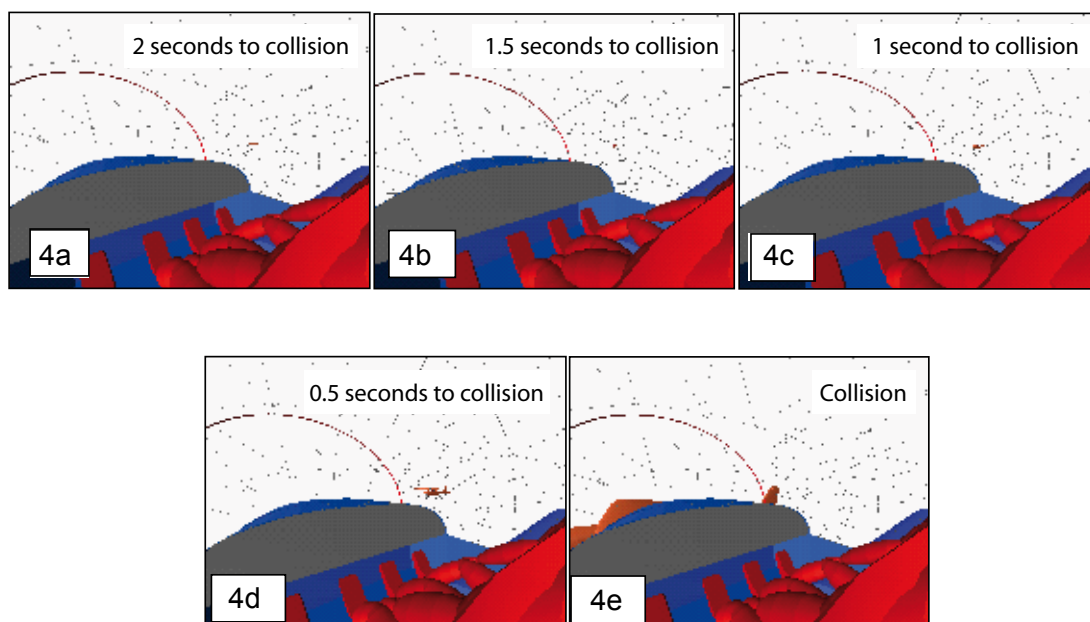 2 seconds to collision
4a
1.5 seconds to collision
4b
1 second to collision
4c
0.5 seconds to collision
4d
Collision
4e